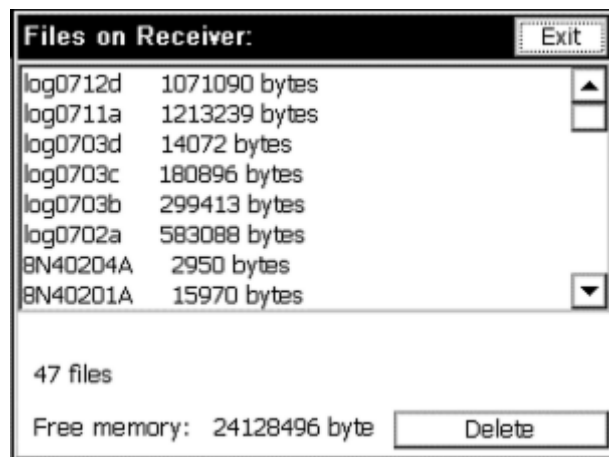 Files on Receiver: Exit
log0712d 1071090 bytes
log0711a 1213239 bytes
log0703d 14072 bytes
log0703c 180896 bytes
log0703b 299413 bytes
log0702a 583088 bytes
8N40204A 2950 bytes
8N40201A 15970 bytes
47 files
Free memory: 24128496 byte Delete